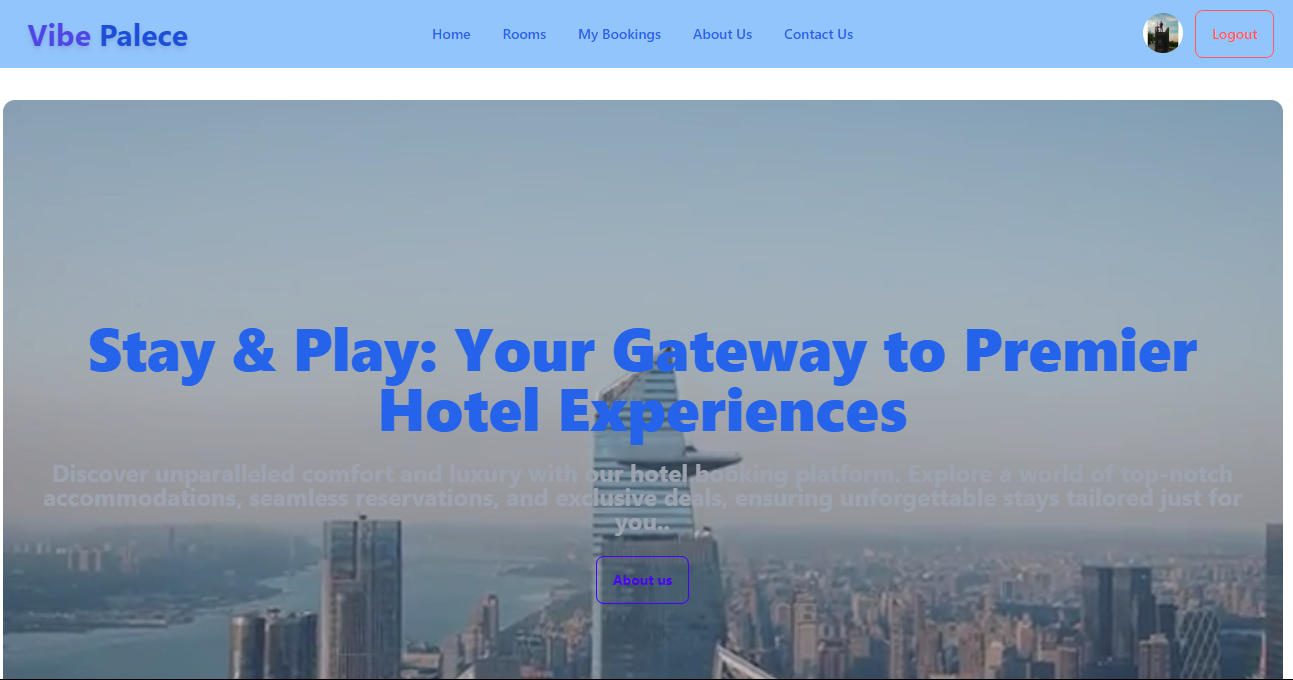 Vibe Palece
Home
Rooms
My Bookings
About Us
Contact Us
Logout
Stay & Play: Your Gateway to Premier
Hotel Experiences
Discover unparalleled comfort and luxury with our hotel booking platform. Explore a world of top-notch
accommodations, seamless reservations, and exclusive deals, ensuring unforgettable stays tailored just for
you..
About us